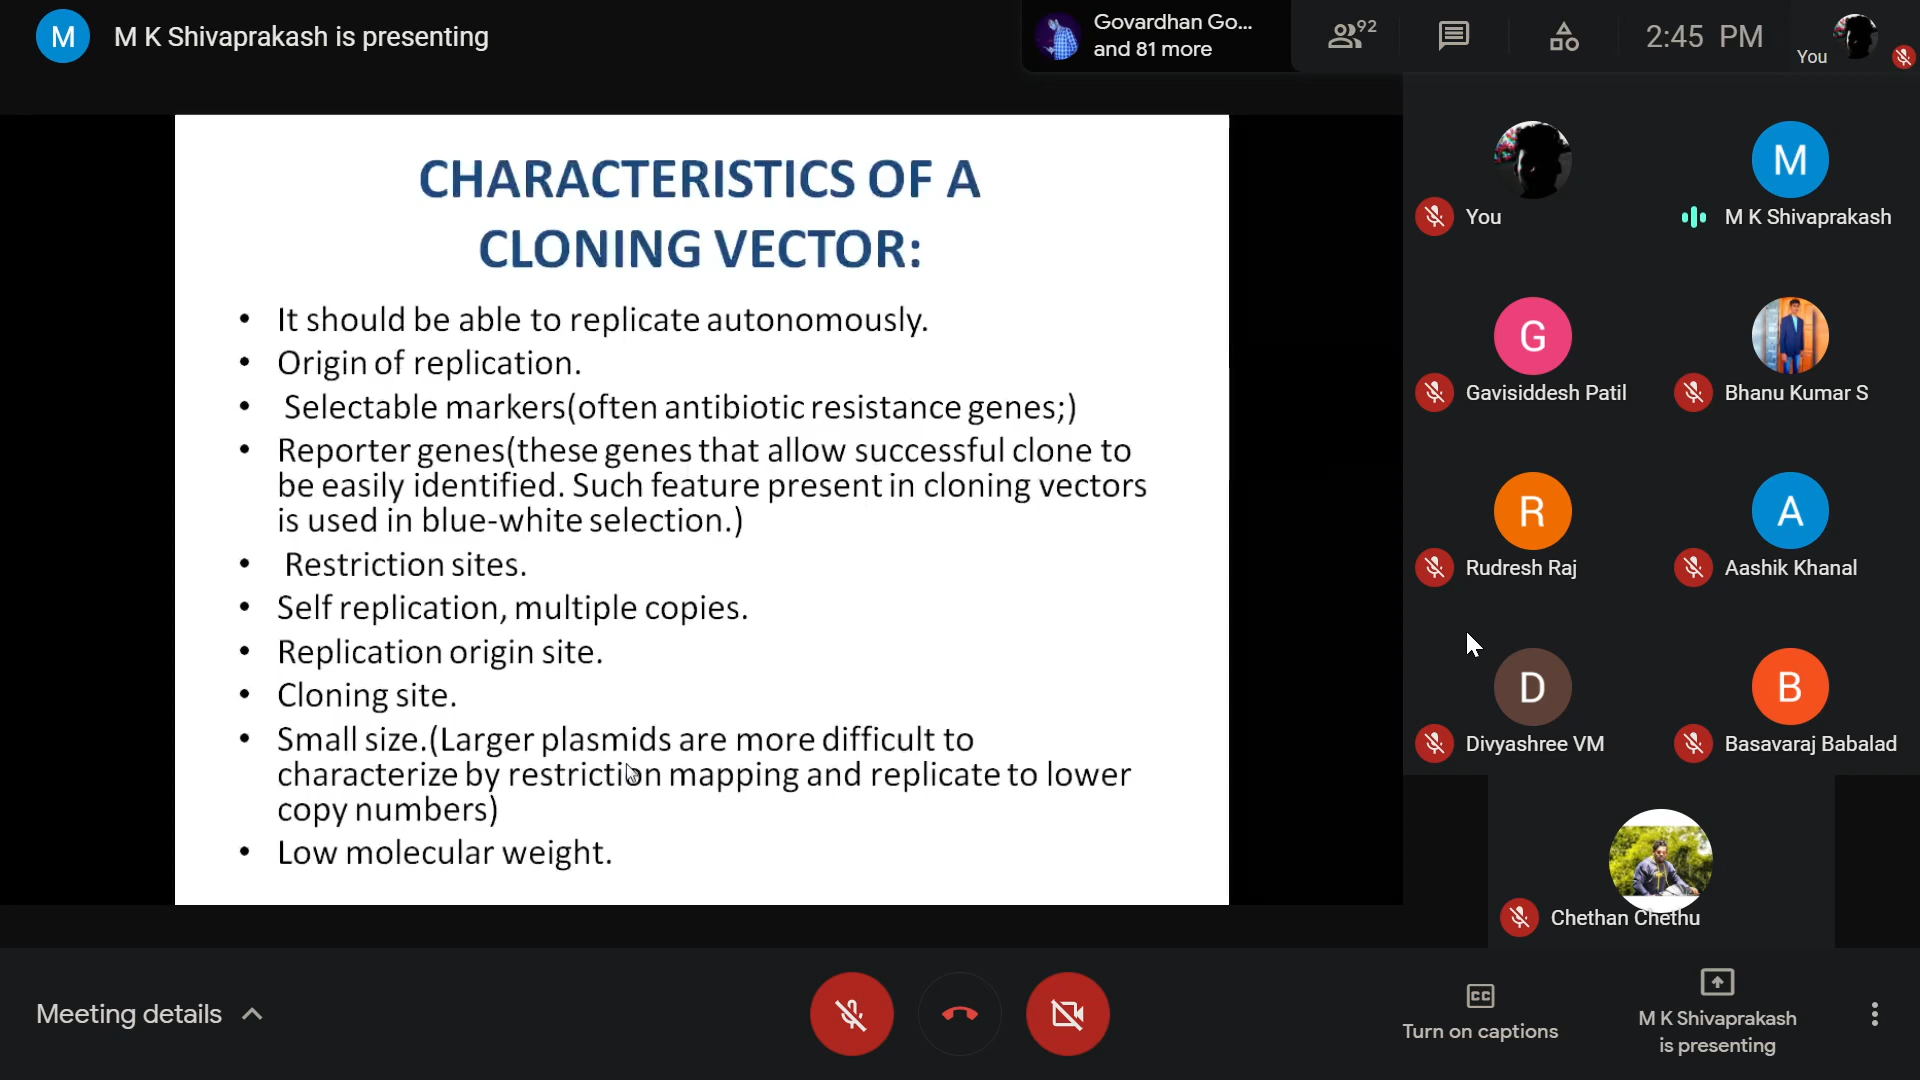 M
M K Shivaprakash is presenting
Govardhan Go...
and 81 more
92
2:45 PM
You
CHARACTERISTICS OF A
CLONING VECTOR:
• It should be able to replicate autonomously.
• Origin of replication.
• Selectable markers(often antibiotic resistance genes;)
• Reporter genes(these genes that allow successful clone to
be easily identified. Such feature present in cloning vectors
is used in blue-white selection.)
• Restriction sites.
• Self replication, multiple copies.
• Replication origin site.
• Cloning site.
• Small size.(Larger plasmids are more difficult to
characterize by restriction mapping and replicate to lower
copy numbers)
• Low molecular weight.
You
M
M K Shivaprakash
G
Gavisiddesh Patil
Bhanu Kumar S
R
Rudresh Raj
A
Aashik Khanal
D
Divyashree VM
B
Basavaraj Babalad
Chethan Chethu
Meeting details
CC
Turn on captions
M K Shivaprakash
is presenting